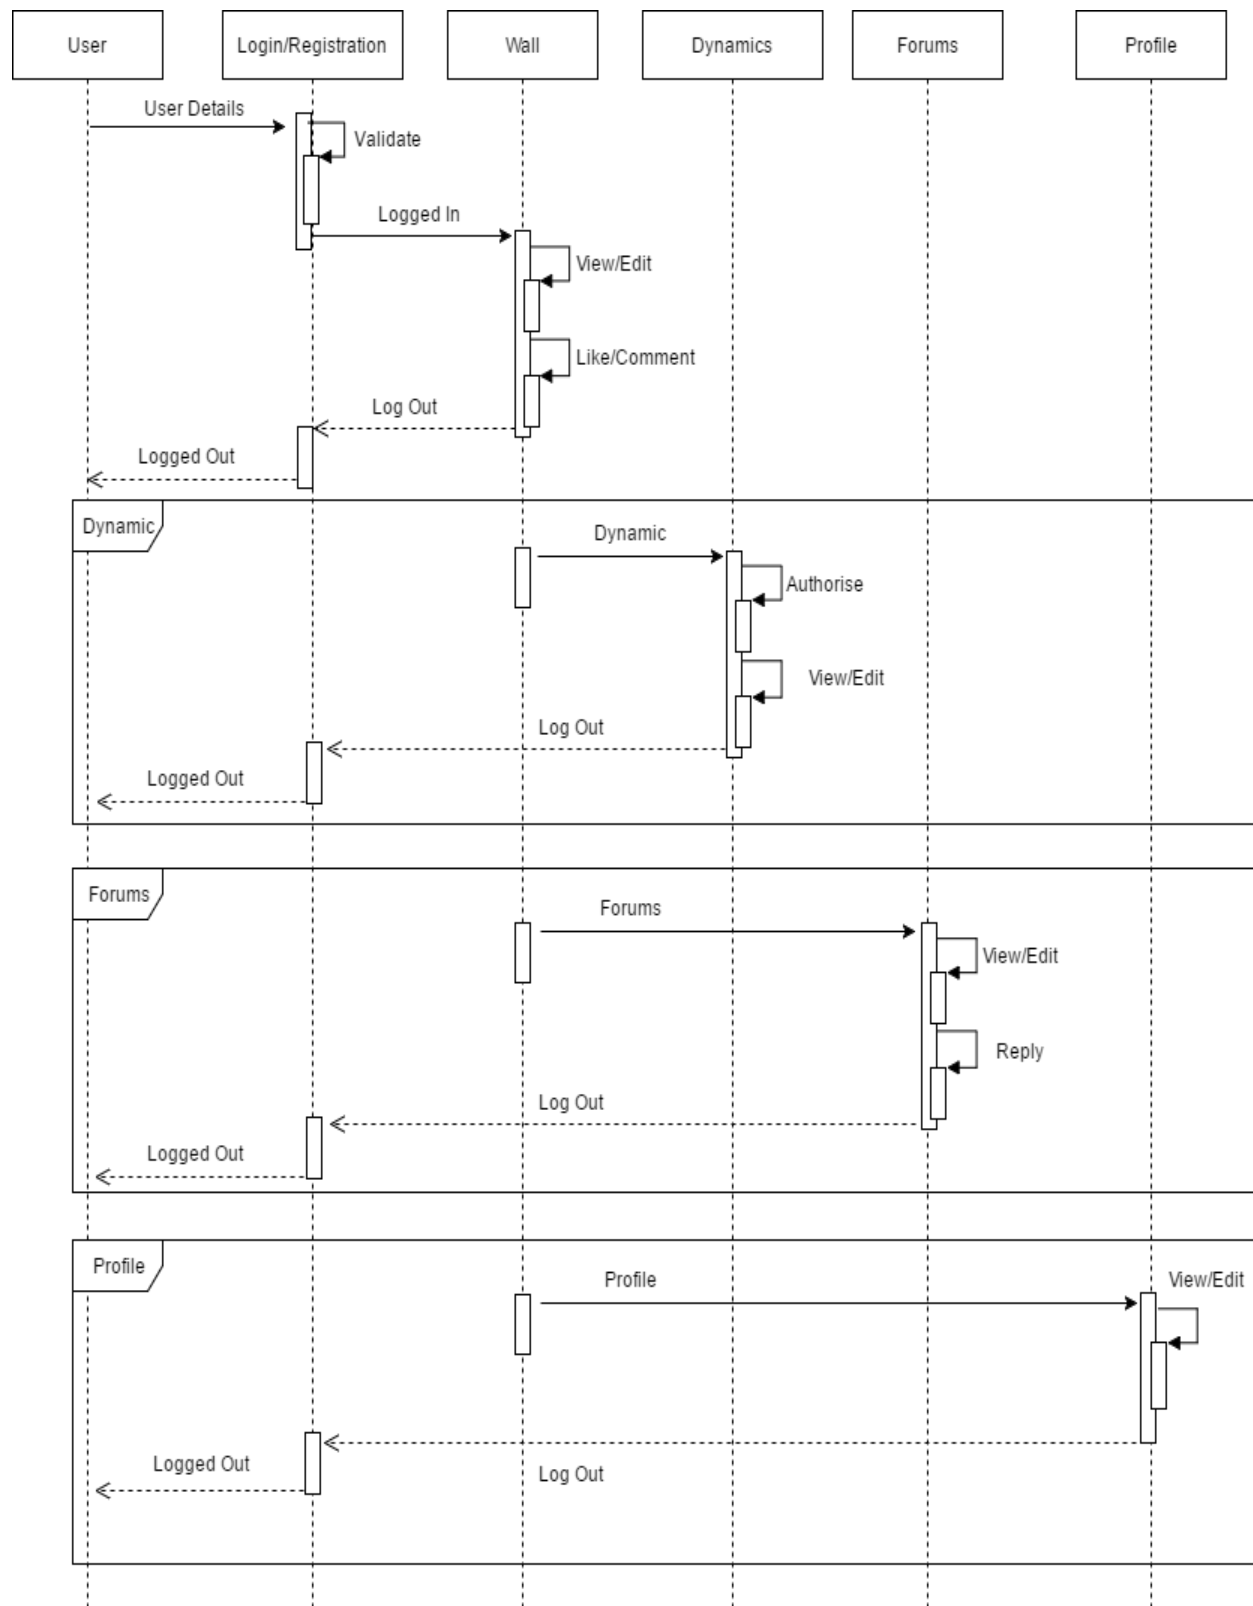 User
Login/Registration
Wall
Dynamics
Forums
Profile
User Details
Validate
Logged In
View/Edit
Like/Comment
Log Out
Logged Out
Dynamic
Dynamic
Authorise
View/Edit
Log Out
Logged Out
Forums
Forums
View/Edit
Reply
Log Out
Logged Out
Profile
Profile
View/Edit
Logged Out
Log Out